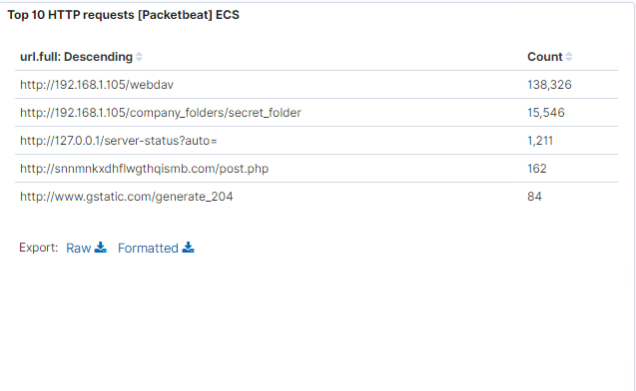 Top 10 HTTP requests [Packetbeat] ECS
url.full: Descending Count
http://192.168.1.105/webdav 138,326
http://192.168.1.105/company_folders/secret_folder 15,546
http://127.0.0.1/server-status?auto= 1,211
http://snnmnkxdhflwgthqismb.com/post.php 162
http://www.gstatic.com/generate_204 84
Export: Raw Formatted